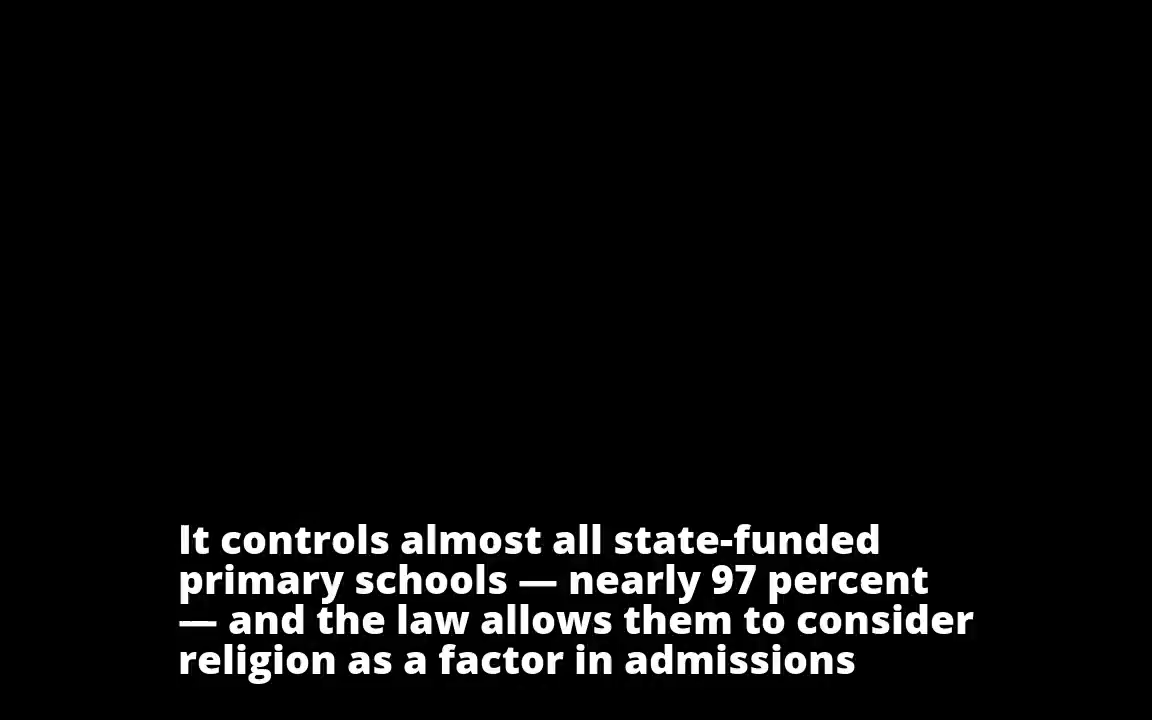 It controls almost all state-funded
primary schools — nearly 97 percent
— and the law allows them to consider
religion as a factor in admissions